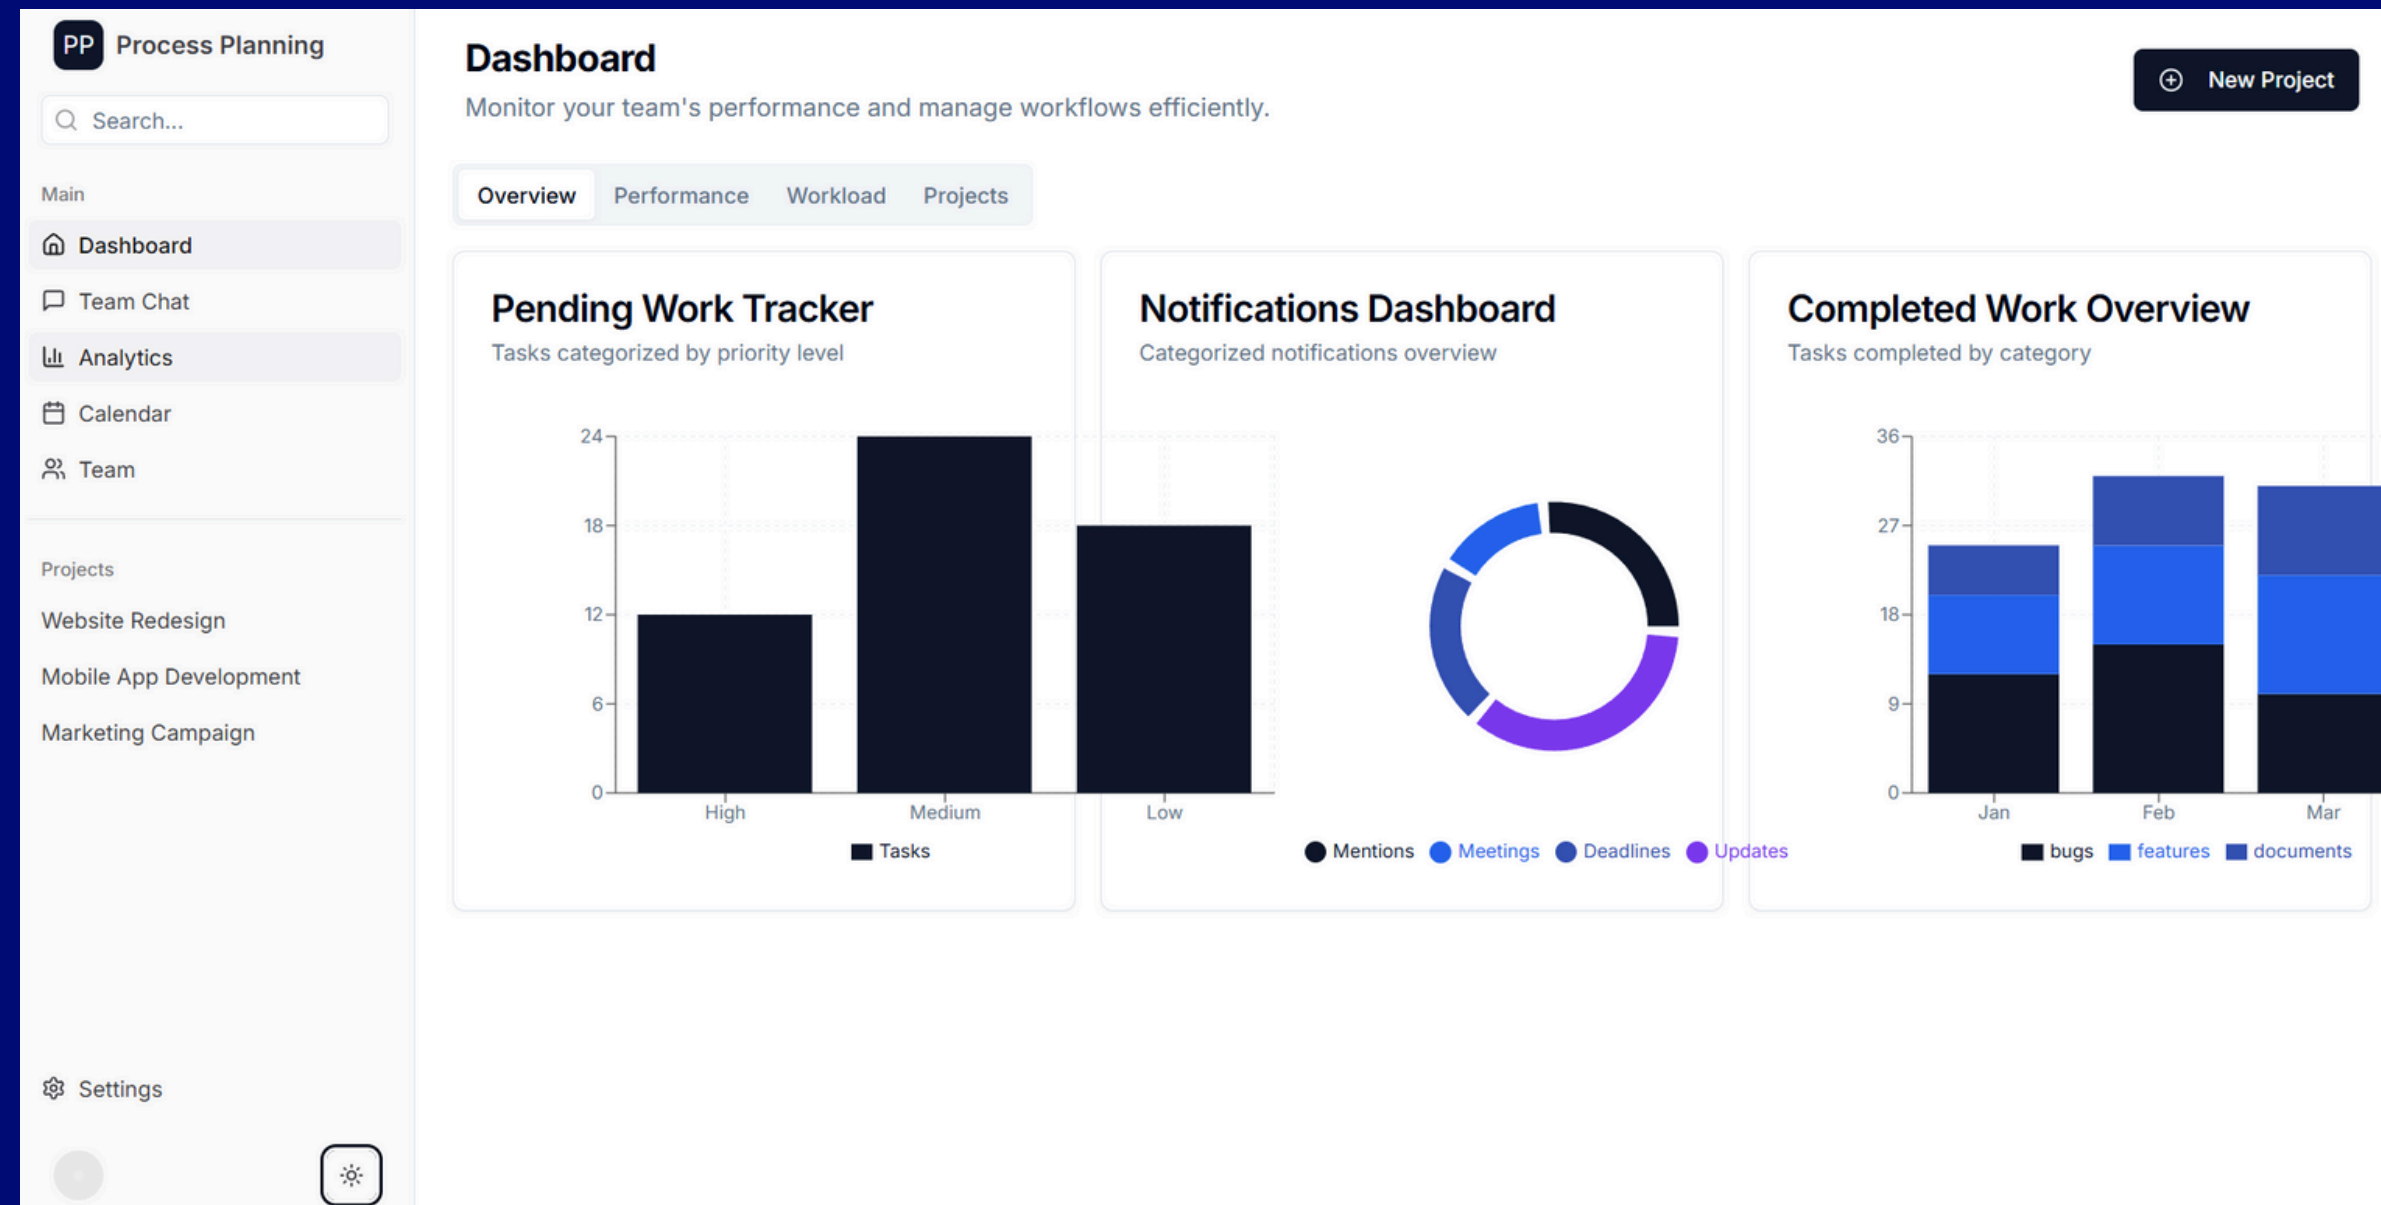 PP Process Planning
Search...
Main
Dashboard
Team Chat
Analytics
Calendar
Team
Projects
Website Redesign
Mobile App Development
Marketing Campaign
Settings
Dashboard
Monitor your team's performance and manage workflows efficiently.
New Project
Overview Performance Workload Projects
Pending Work Tracker
Tasks categorized by priority level
24
18
12
6
0
High Medium Low
Tasks
Notifications Dashboard
Categorized notifications overview
Mentions Meetings Deadlines Updates
Completed Work Overview
Tasks completed by category
36
27
18
9
0
Jan Feb Mar
bugs features documents